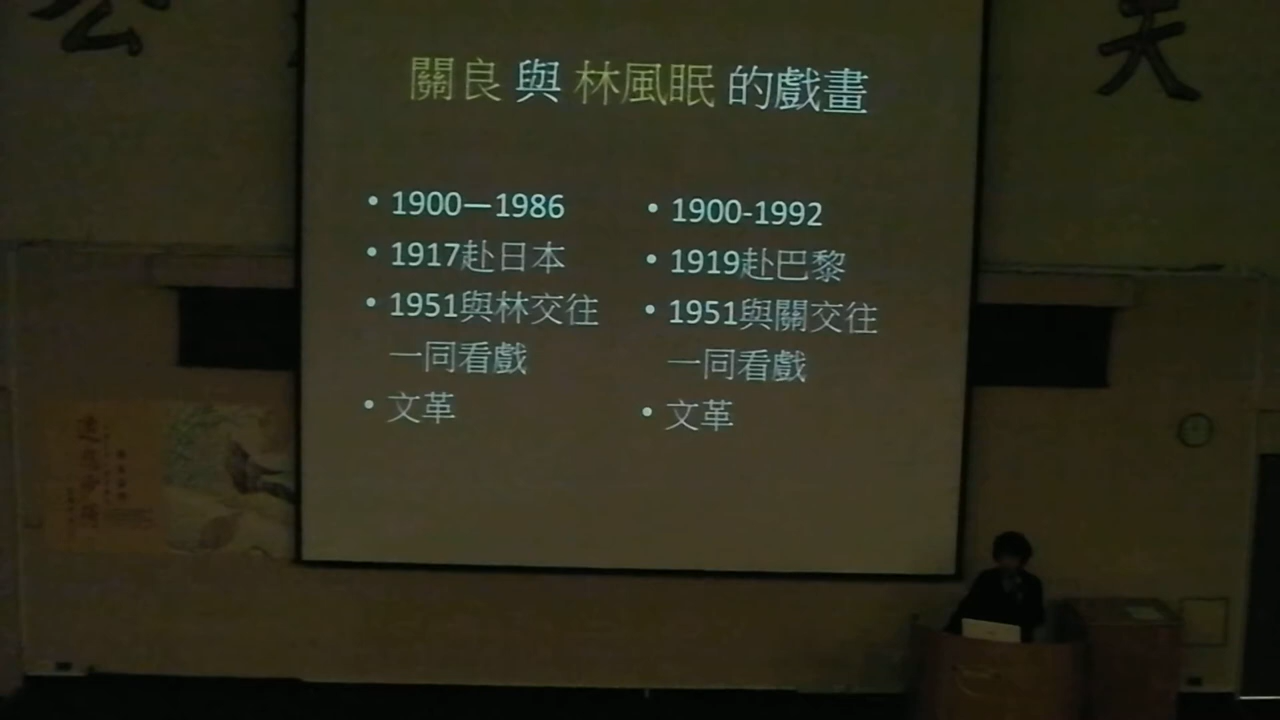 公
天
關良 與 林風眠 的戲畫
• 1900—1986
• 1917赴日本
• 1951與林交往
一同看戲
• 文革
• 1900-1992
• 1919赴巴黎
• 1951與關交往
一同看戲
• 文革